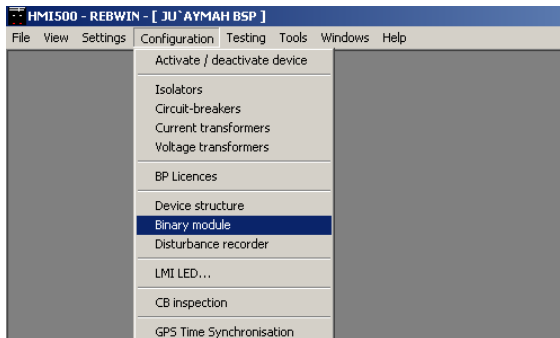 HMI500 - REBWIN - [ JU`AYMAH BSP ]
File View Settings Configuration Testing Tools Windows Help
Activate / deactivate device
Isolators
Circuit-breakers
Current transformers
Voltage transformers
BP Licences
Device structure
Binary module
Disturbance recorder
LMI LED...
CB inspection
GPS Time Synchronisation